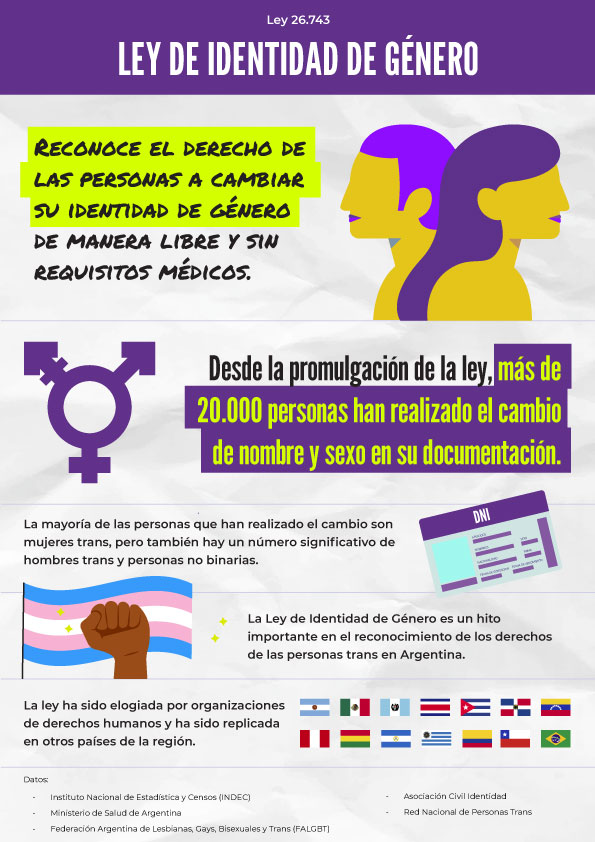 Ley 26.743
LEY DE IDENTIDAD DE GÉNERO
RECONOCE EL DERECHO DE
LAS PERSONAS A CAMBIAR
SU IDENTIDAD DE GÉNERO
DE MANERA LIBRE Y SIN
REQUISITOS MÉDICOS.
Desde la promulgación de la ley, más de
20.000 personas han realizado el cambio
de nombre y sexo en su documentación.
La mayoría de las personas que han realizado el cambio son
mujeres trans, pero también hay un número significativo de
hombres trans y personas no binarias.
DNI
La Ley de Identidad de Género es un hito
importante en el reconocimiento de los derechos
de las personas trans en Argentina.
La ley ha sido elogiada por organizaciones
de derechos humanos y ha sido replicada
en otros países de la región.
Datos:
- Instituto Nacional de Estadística y Censos (INDEC)
- Ministerio de Salud de Argentina
- Federación Argentina de Lesbianas, Gays, Bisexuales y Trans (FALGBT)
- Asociación Civil Identidad
- Red Nacional de Personas Trans